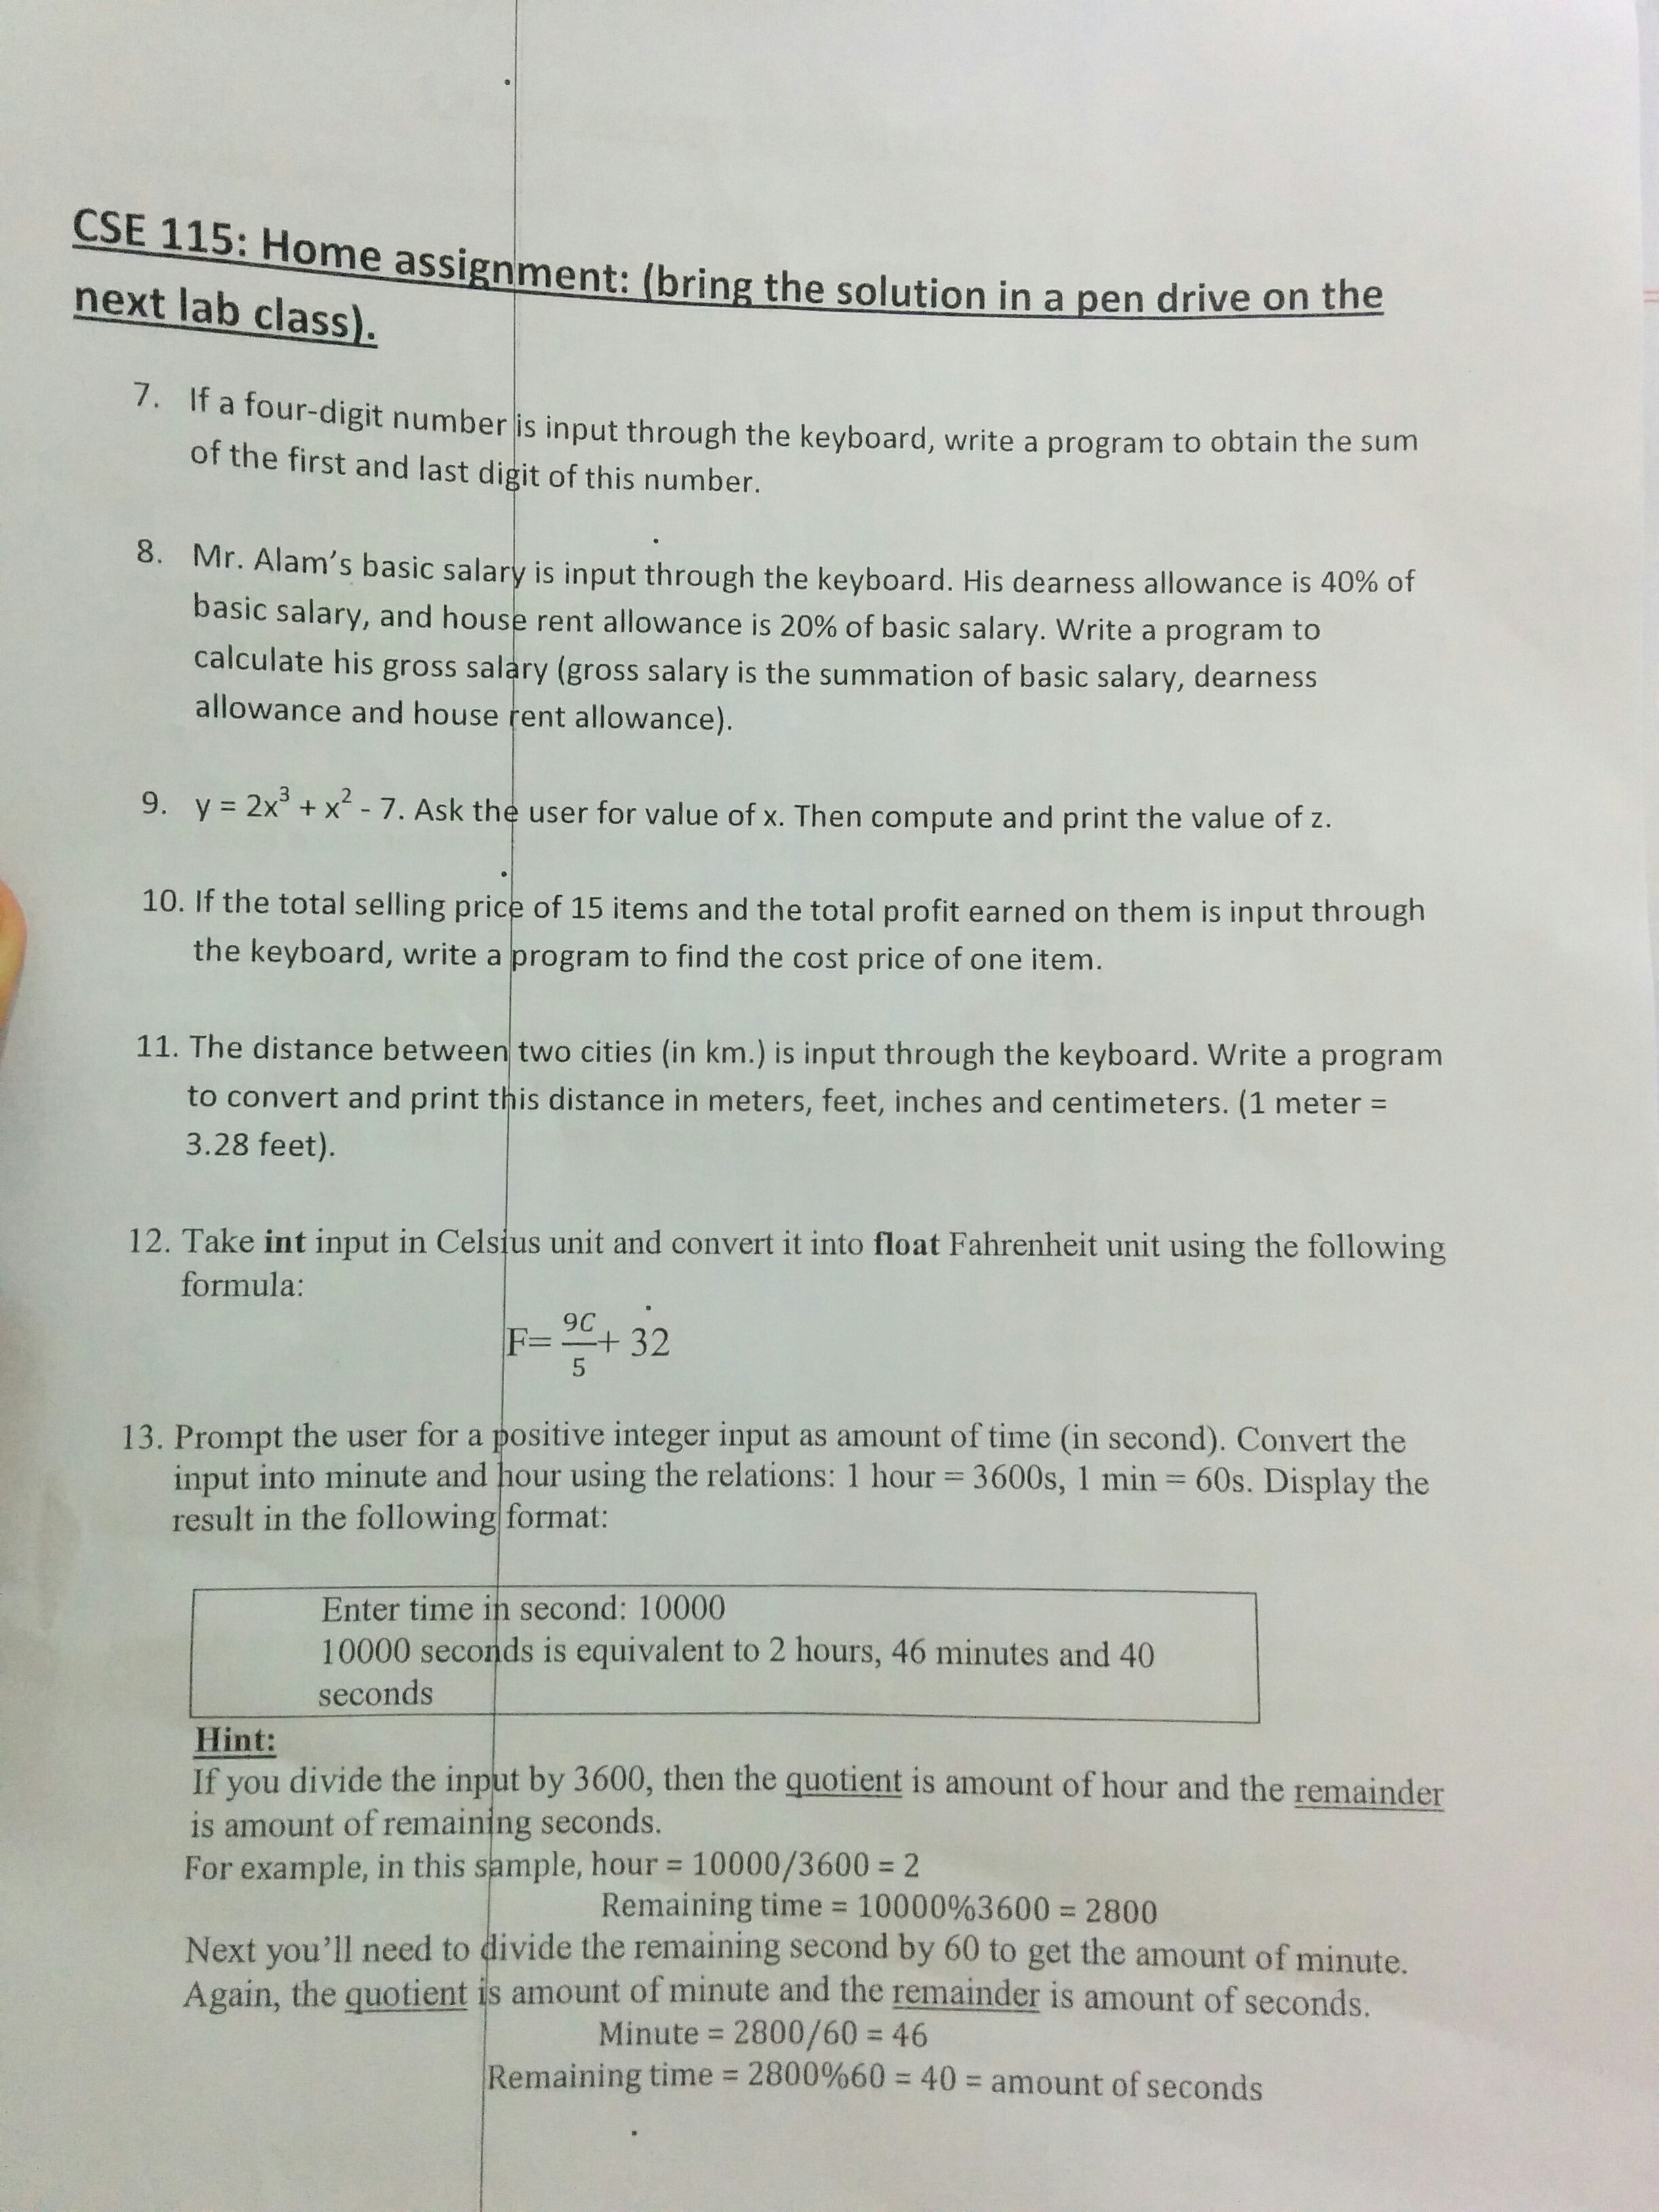 CSE 115: Home assignment: (bring the solution in a pen drive on the
next lab class).
7. If a four-digit number is input through the keyboard, write a program to obtain the sum
of the first and last digit of this number.
8. Mr. Alam's basic salary is input through the keyboard. His dearness allowance is 40% of
basic salary, and house rent allowance is 20% of basic salary. Write a program to
calculate his gross salary (gross salary is the summation of basic salary, dearness
allowance and house rent allowance).
9. y = 2x³ + x² - 7. Ask the user for value of x. Then compute and print the value of z.
10. If the total selling price of 15 items and the total profit earned on them is input through
the keyboard, write a program to find the cost price of one item.
11. The distance between two cities (in km.) is input through the keyboard. Write a program
to convert and print this distance in meters, feet, inches and centimeters. (1 meter =
3.28 feet).
12. Take int input in Celsius unit and convert it into float Fahrenheit unit using the following
formula:
F= 9C/5 + 32
13. Prompt the user for a positive integer input as amount of time (in second). Convert the
input into minute and hour using the relations: 1 hour = 3600s, 1 min = 60s. Display the
result in the following format:
Enter time in second: 10000
10000 seconds is equivalent to 2 hours, 46 minutes and 40
seconds
Hint:
If you divide the input by 3600, then the quotient is amount of hour and the remainder
is amount of remaining seconds.
For example, in this sample, hour = 10000/3600 = 2
Remaining time = 10000%3600 = 2800
Next you'll need to divide the remaining second by 60 to get the amount of minute.
Again, the quotient is amount of minute and the remainder is amount of seconds.
Minute = 2800/60 = 46
Remaining time = 2800%60 = 40 = amount of seconds